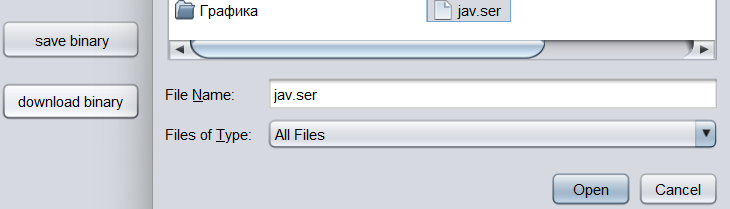 Графика
jav.ser
save binary
download binary
File Name:
jav.ser
Files of Type:
All Files
Open
Cancel